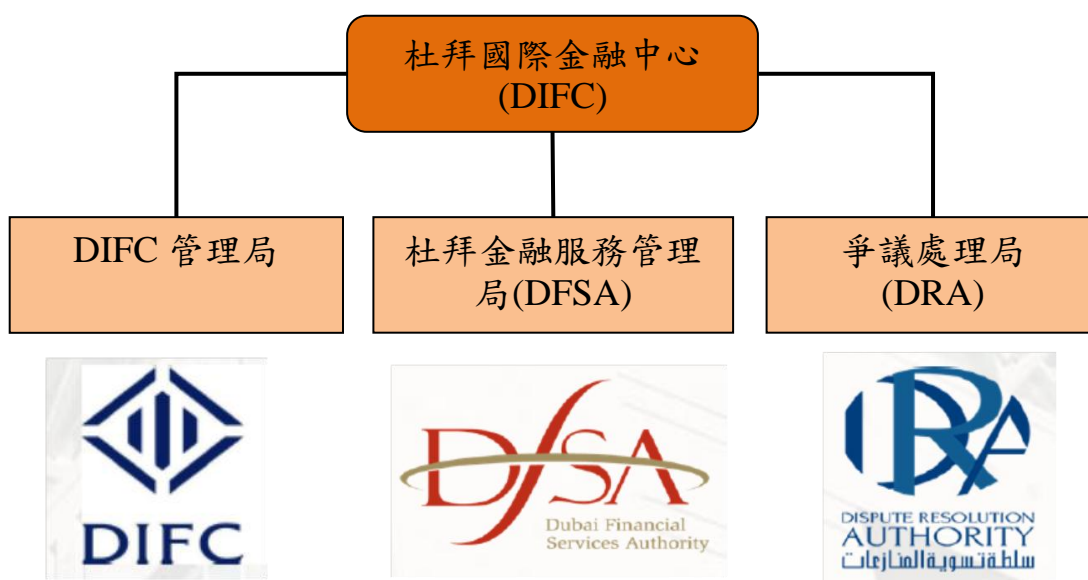 杜拜國際金融中心
(DIFC)
DIFC 管理局
杜拜金融服務管理
局(DFSA)
爭議處理局
(DRA)
DIFC
DFSA
Dubai Financial
Services Authority
DRA
DISPUTE RESOLUTION
AUTHORITY
سلطة تسوية المنازعات